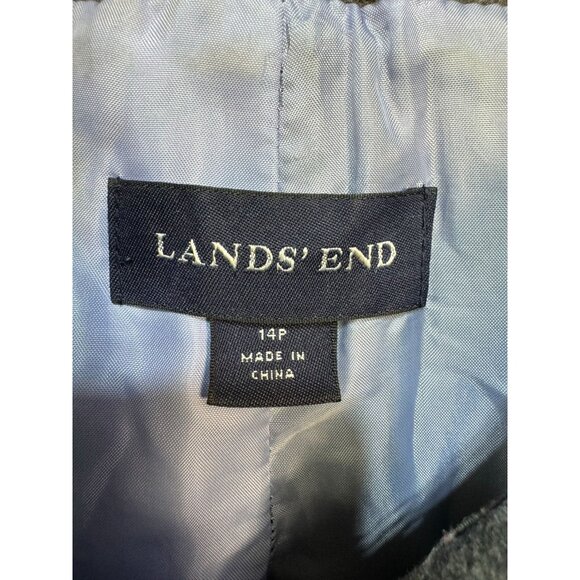 LANDS' END
14P
MADE IN
CHINA